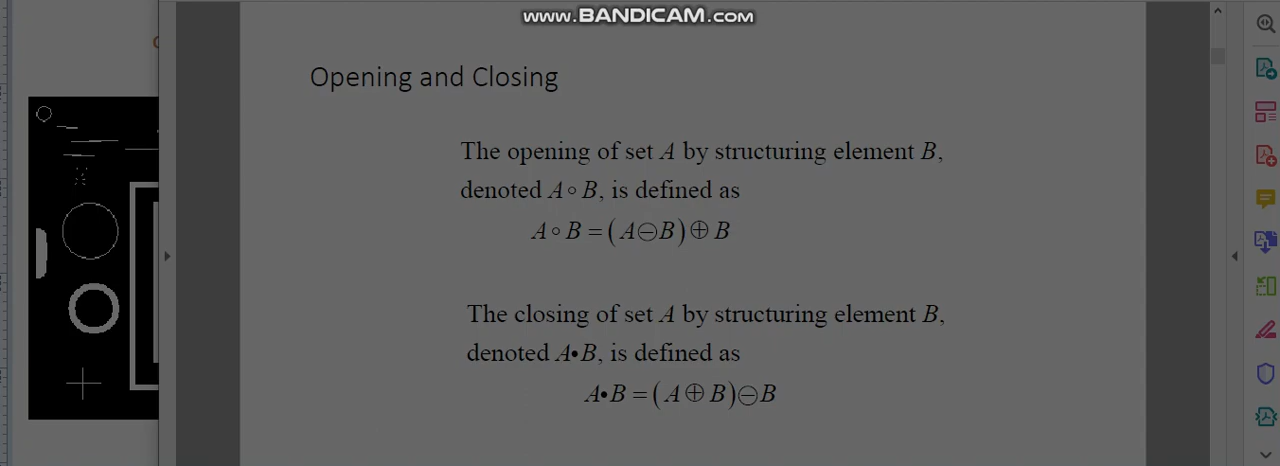 www.BANDICAM.com
Opening and Closing
The opening of set A by structuring element B,
denoted A∘B, is defined as
A∘B = (A⊖B)⊕B
The closing of set A by structuring element B,
denoted A•B, is defined as
A•B = (A⊕B)⊖B